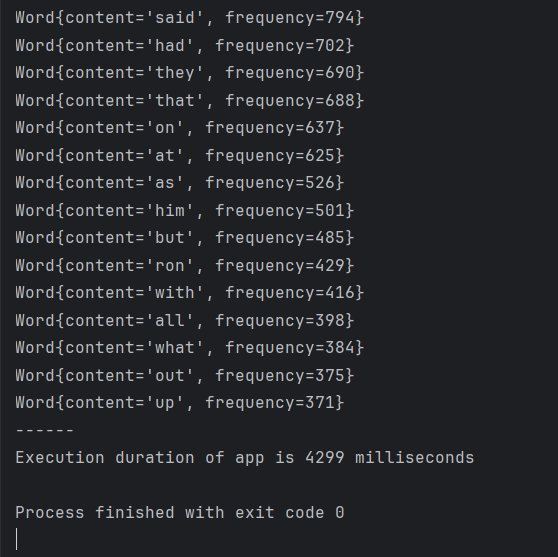 Word{content='said', frequency=794}
Word{content='had', frequency=702}
Word{content='they', frequency=690}
Word{content='that', frequency=688}
Word{content='on', frequency=637}
Word{content='at', frequency=625}
Word{content='as', frequency=526}
Word{content='him', frequency=501}
Word{content='but', frequency=485}
Word{content='ron', frequency=429}
Word{content='with', frequency=416}
Word{content='all', frequency=398}
Word{content='what', frequency=384}
Word{content='out', frequency=375}
Word{content='up', frequency=371}
------
Execution duration of app is 4299 milliseconds
Process finished with exit code 0